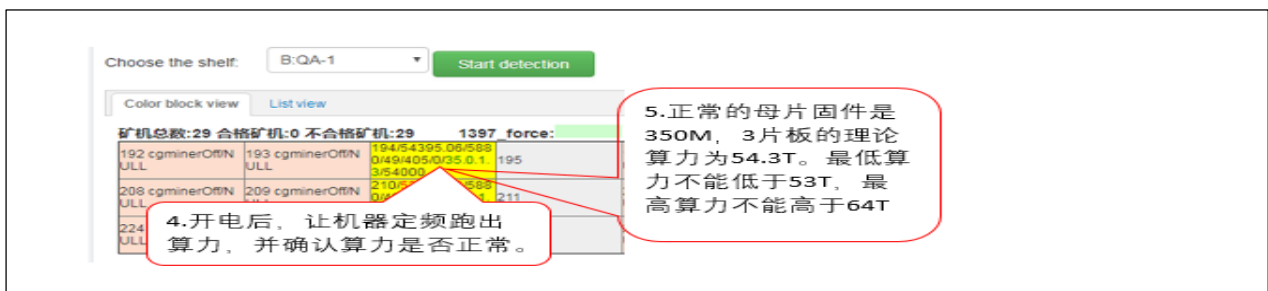 Choose the shelf:
B:QA-1
Start detection
Color block view
List view
矿机总数:29 合格矿机:0 不合格矿机:29
1397_force:
192 cgminerOff/N
ULL
193 cgminerOff/N
ULL
194/54395.06/588
0/49/405/0/35.0.1.
3/54000
195
208 cgminerOff/N
ULL
209 cgminerOff/N
ULL
211
224
ULL
4.开电后，让机器定频跑出
算力，并确认算力是否正常。
5.正常的母片固件是
350M，3片板的理论
算力为54.3T。最低算
力不能低于53T，最
高算力不能高于64T